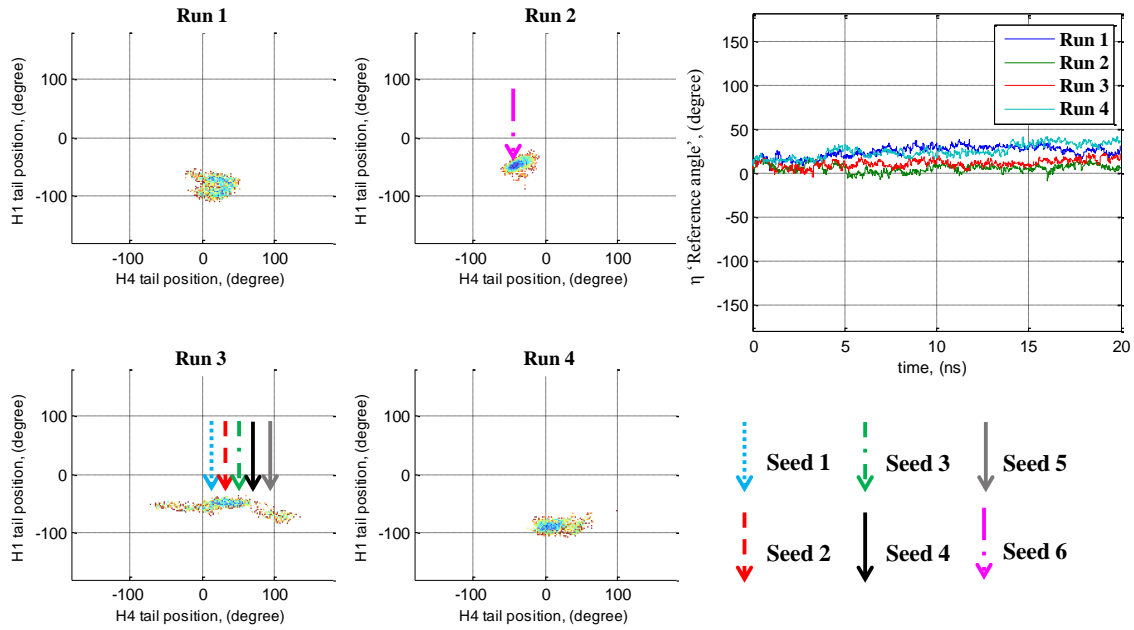 Run 1
100
0
-100
-100
0
100
H1 tail position, (degree)
H4 tail position, (degree)
Run 2
100
0
-100
-100
0
100
H1 tail position, (degree)
H4 tail position, (degree)
150
100
50
0
-50
-100
-150
0
5
10
15
20
η ‘Reference angle’, (degree)
time, (ns)
Run 1
Run 2
Run 3
Run 4
Run 3
100
0
-100
-100
0
100
H1 tail position, (degree)
H4 tail position, (degree)
Run 4
100
0
-100
-100
0
100
H1 tail position, (degree)
H4 tail position, (degree)
Seed 1
Seed 3
Seed 5
Seed 2
Seed 4
Seed 6